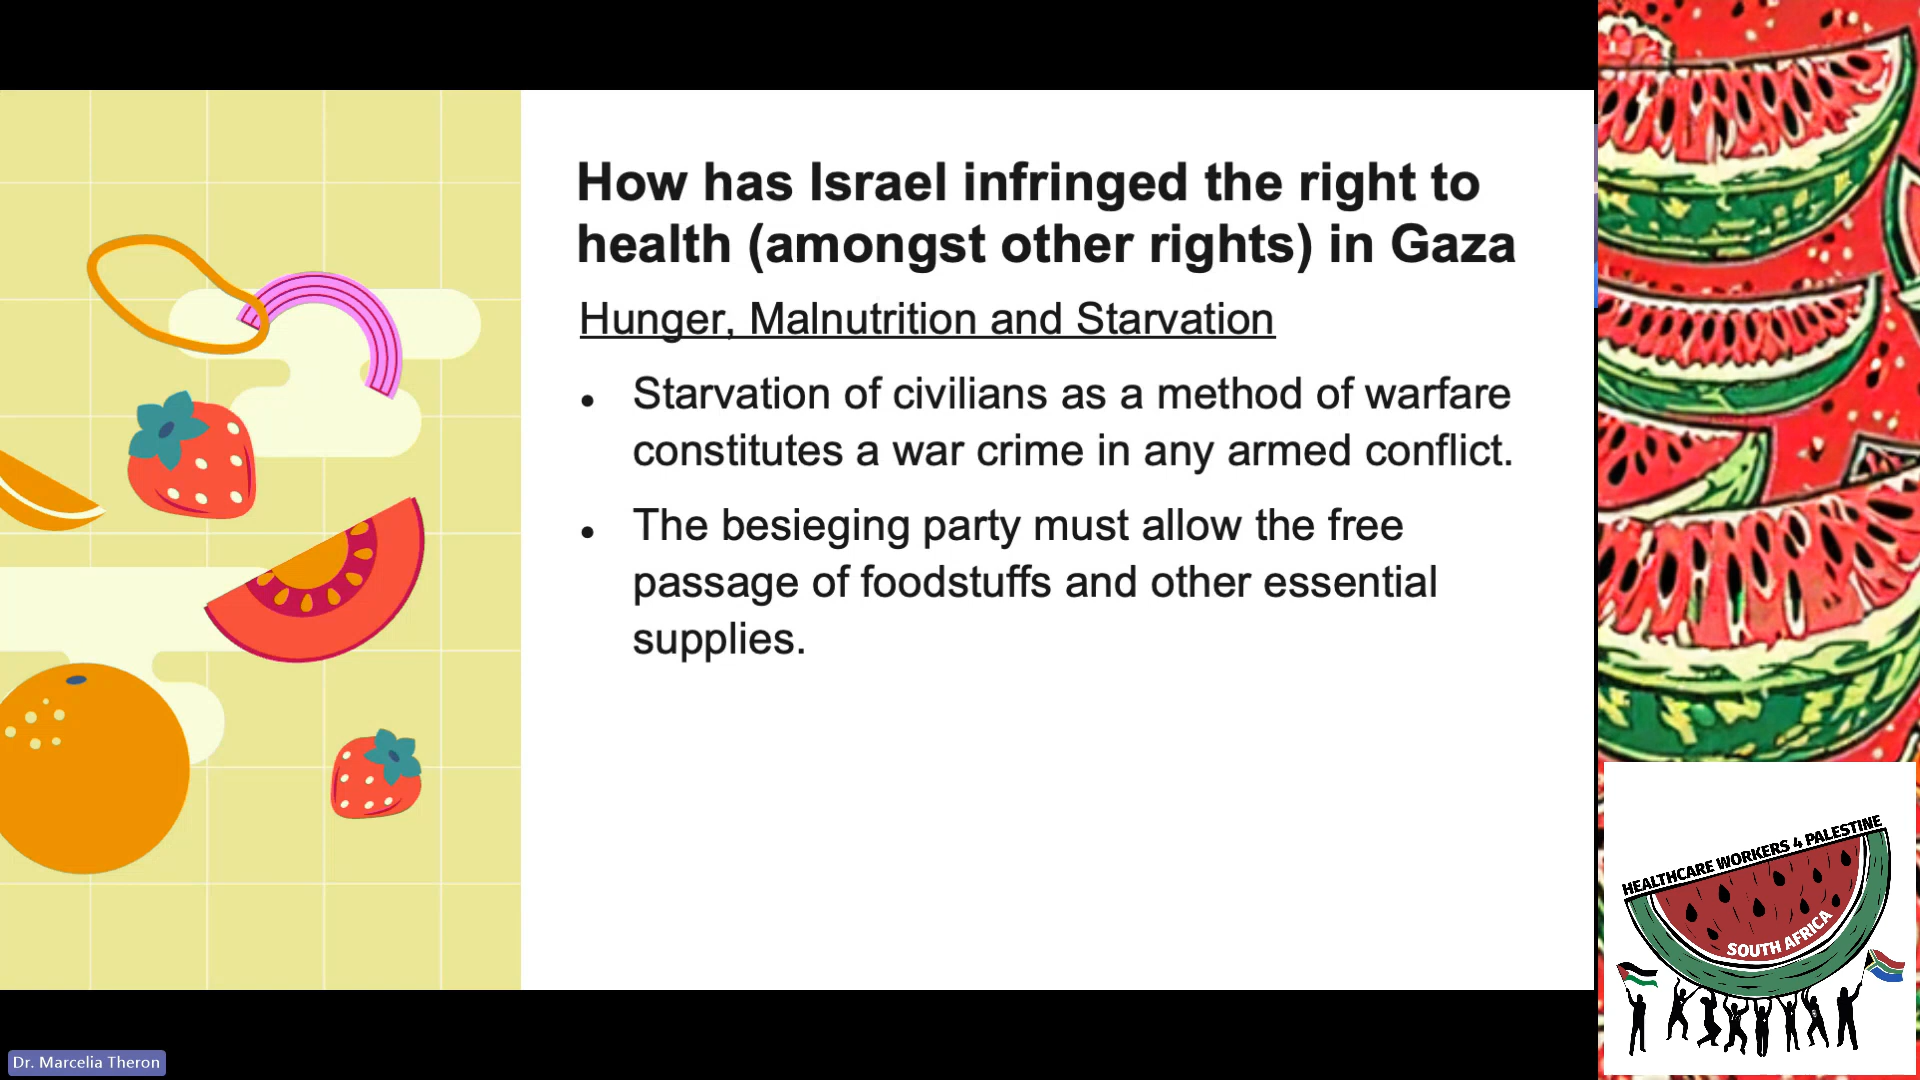 How has Israel infringed the right to
health (amongst other rights) in Gaza
Hunger, Malnutrition and Starvation
• Starvation of civilians as a method of warfare
constitutes a war crime in any armed conflict.
• The besieging party must allow the free
passage of foodstuffs and other essential
supplies.
HEALTHCARE WORKERS 4 PALESTINE
SOUTH AFRICA
Dr. Marcelia Theron